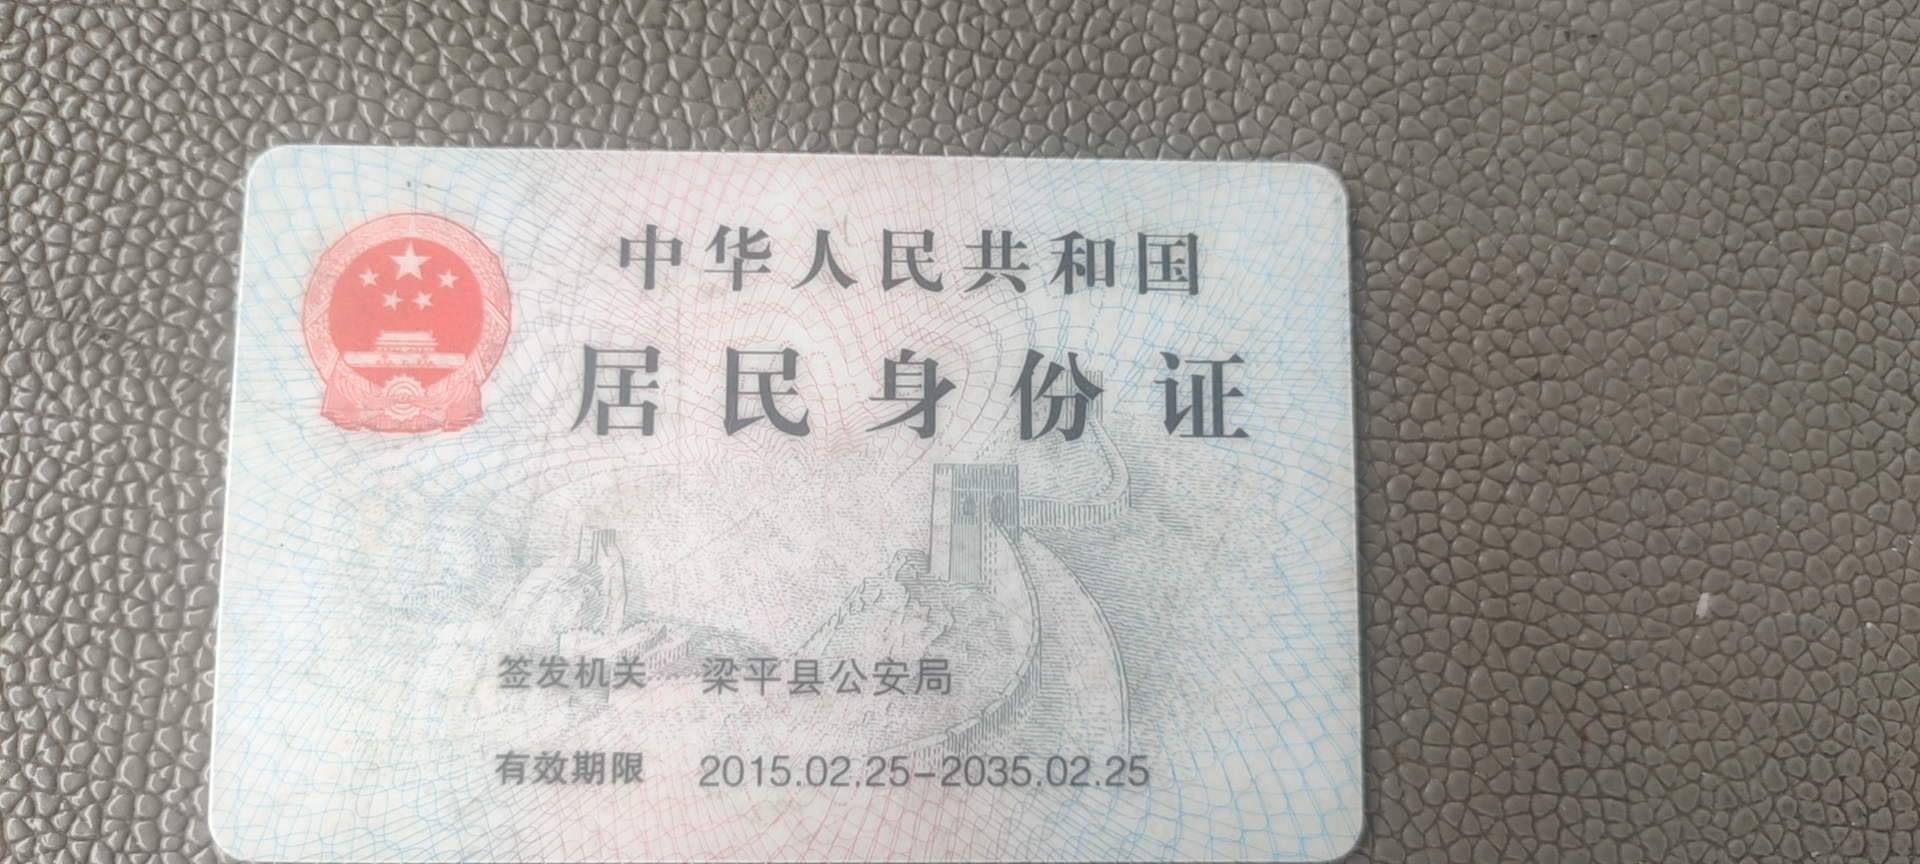 中华人民共和国
居民身份证
签发机关 梁平县公安局
有效期限 2015.02.25-2035.02.25